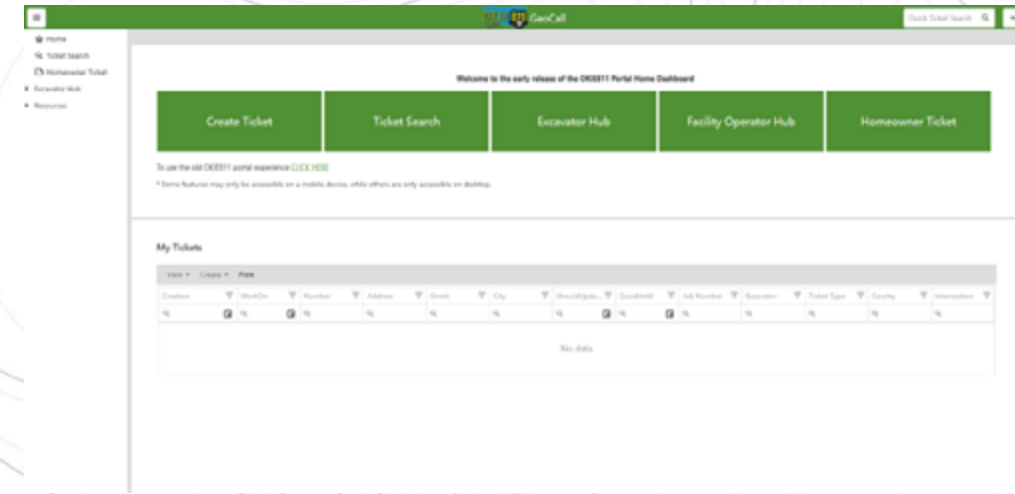 GeoCall
Quick Ticket Search
Home
Ticket Search
Homeowner Ticket
Excavator Hub
Resources
Welcome to the early release of the OKIE811 Portal Home Dashboard
Create Ticket
Ticket Search
Excavator Hub
Facility Operator Hub
Homeowner Ticket
To use the old OKIE811 portal experience CLICK HERE
* Some features may only be accessible on a mobile device, while others are only accessible on desktop.
My Tickets
View Create Print
Creation WorkOn Number Address Street City ShouldUpda... GoodUntil Job Number Excavator Ticket Type County Intersection
No data